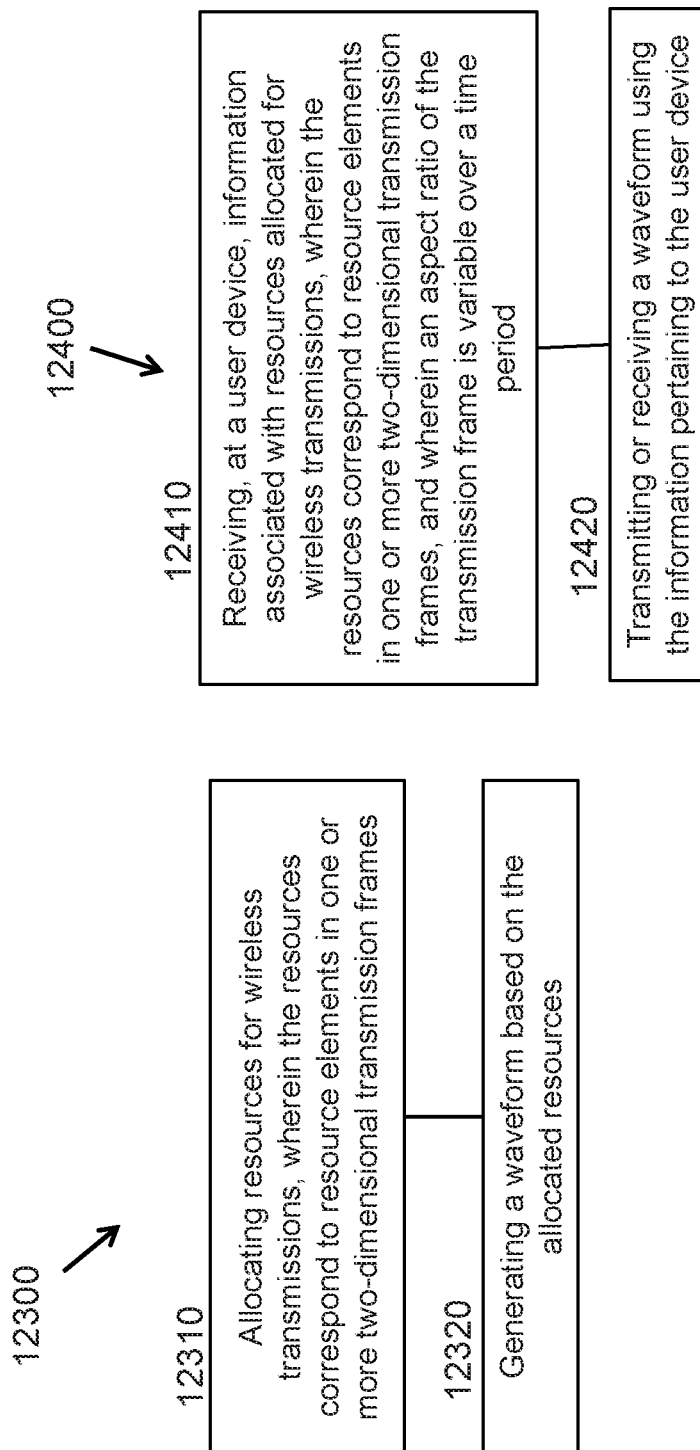 12300
12310
Allocating resources for wireless
transmissions, wherein the resources
correspond to resource elements in one or
more two-dimensional transmission frames
12320
Generating a waveform based on the
allocated resources
12400
12410
Receiving, at a user device, information
associated with resources allocated for
wireless transmissions, wherein the
resources correspond to resource elements
in one or more two-dimensional transmission
frames, and wherein an aspect ratio of the
transmission frame is variable over a time
period
12420
Transmitting or receiving a waveform using
the information pertaining to the user device